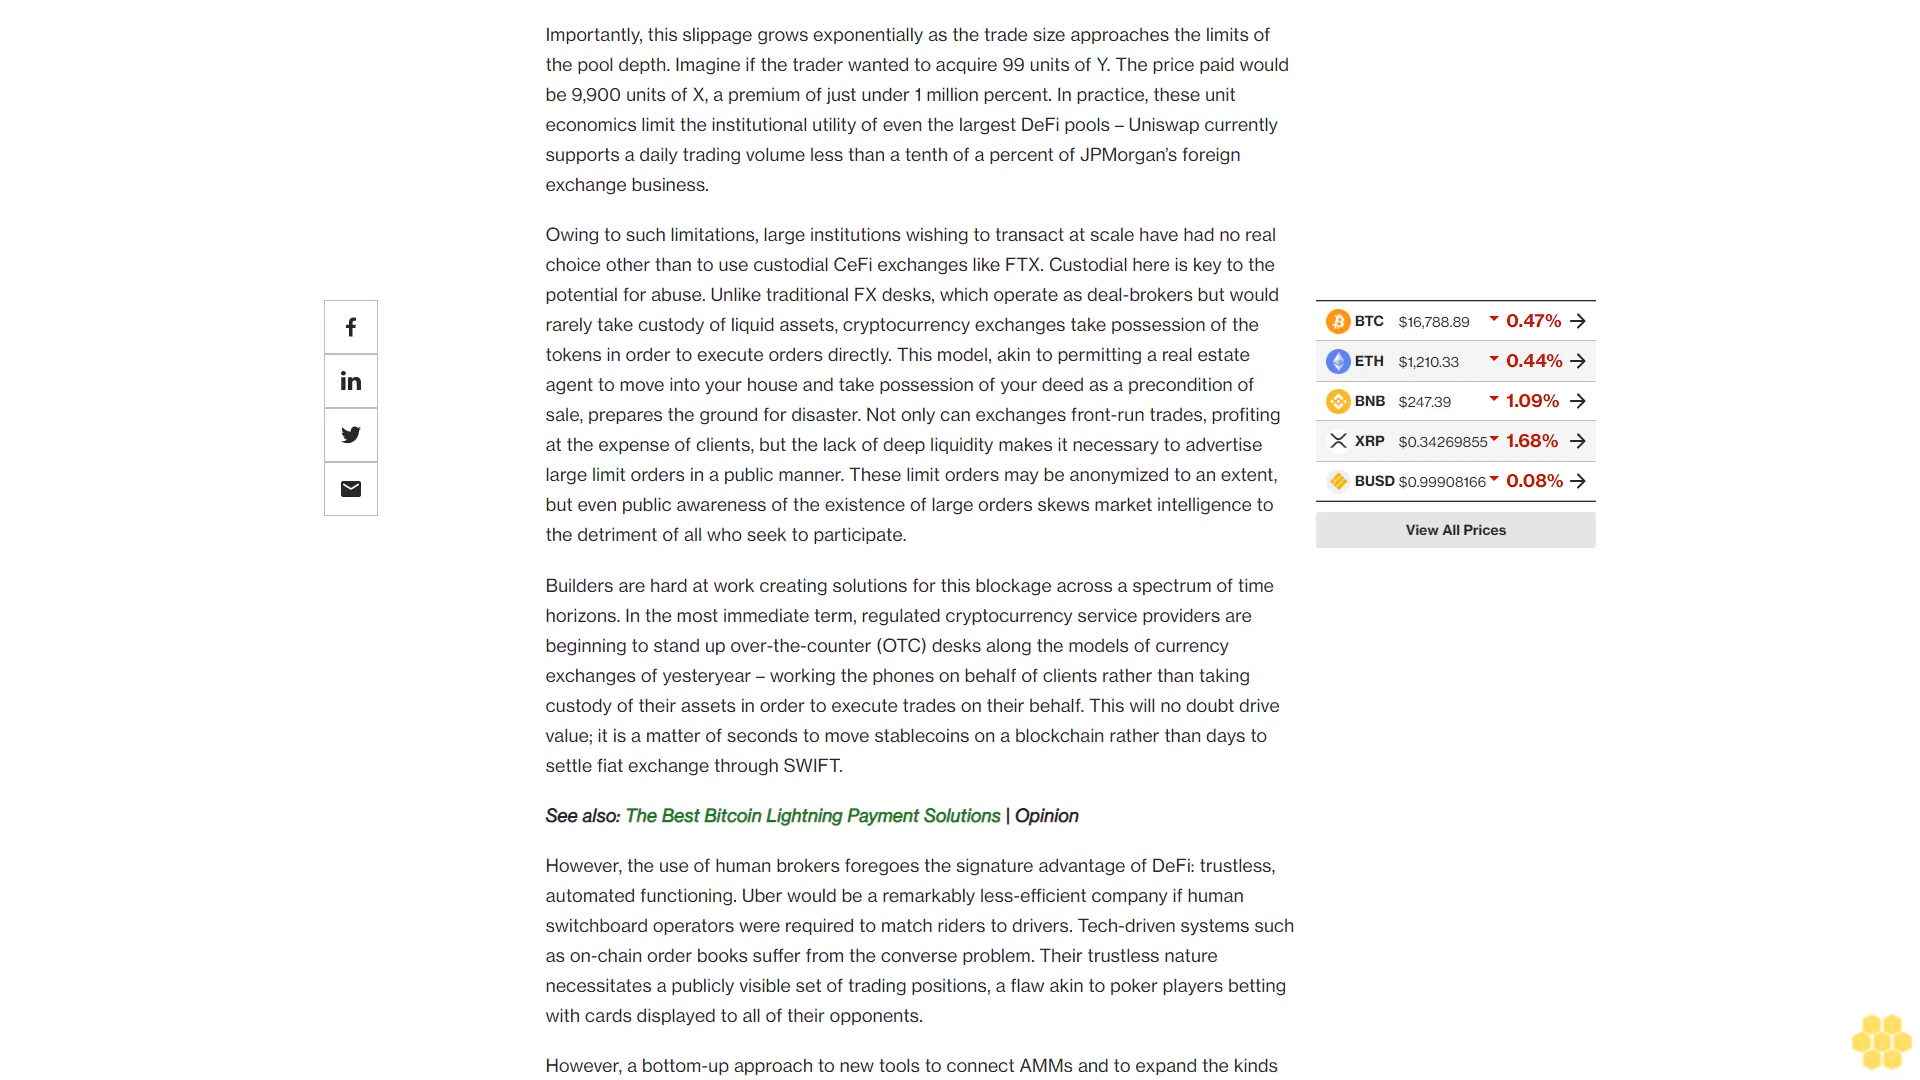 Importantly, this slippage grows exponentially as the trade size approaches the limits of
the pool depth. Imagine if the trader wanted to acquire 99 units of Y. The price paid would
be 9,900 units of X, a premium of just under 1 million percent. In practice, these unit
economics limit the institutional utility of even the largest DeFi pools – Uniswap currently
supports a daily trading volume less than a tenth of a percent of JPMorgan’s foreign
exchange business.
Owing to such limitations, large institutions wishing to transact at scale have had no real
choice other than to use custodial CeFi exchanges like FTX. Custodial here is key to the
potential for abuse. Unlike traditional FX desks, which operate as deal-brokers but would
rarely take custody of liquid assets, cryptocurrency exchanges take possession of the
tokens in order to execute orders directly. This model, akin to permitting a real estate
agent to move into your house and take possession of your deed as a precondition of
sale, prepares the ground for disaster. Not only can exchanges front-run trades, profiting
at the expense of clients, but the lack of deep liquidity makes it necessary to advertise
large limit orders in a public manner. These limit orders may be anonymized to an extent,
but even public awareness of the existence of large orders skews market intelligence to
the detriment of all who seek to participate.
Builders are hard at work creating solutions for this blockage across a spectrum of time
horizons. In the most immediate term, regulated cryptocurrency service providers are
beginning to stand up over-the-counter (OTC) desks along the models of currency
exchanges of yesteryear – working the phones on behalf of clients rather than taking
custody of their assets in order to execute trades on their behalf. This will no doubt drive
value; it is a matter of seconds to move stablecoins on a blockchain rather than days to
settle fiat exchange through SWIFT.
See also: The Best Bitcoin Lightning Payment Solutions | Opinion
However, the use of human brokers foregoes the signature advantage of DeFi: trustless,
automated functioning. Uber would be a remarkably less-efficient company if human
switchboard operators were required to match riders to drivers. Tech-driven systems such
as on-chain order books suffer from the converse problem. Their trustless nature
necessitates a publicly visible set of trading positions, a flaw akin to poker players betting
with cards displayed to all of their opponents.
However, a bottom-up approach to new tools to connect AMMs and to expand the kinds
BTC $16,788.89 0.47%
ETH $1,210.33 0.44%
BNB $247.39 1.09%
XRP $0.34269855 1.68%
BUSD $0.99908166 0.08%
View All Prices